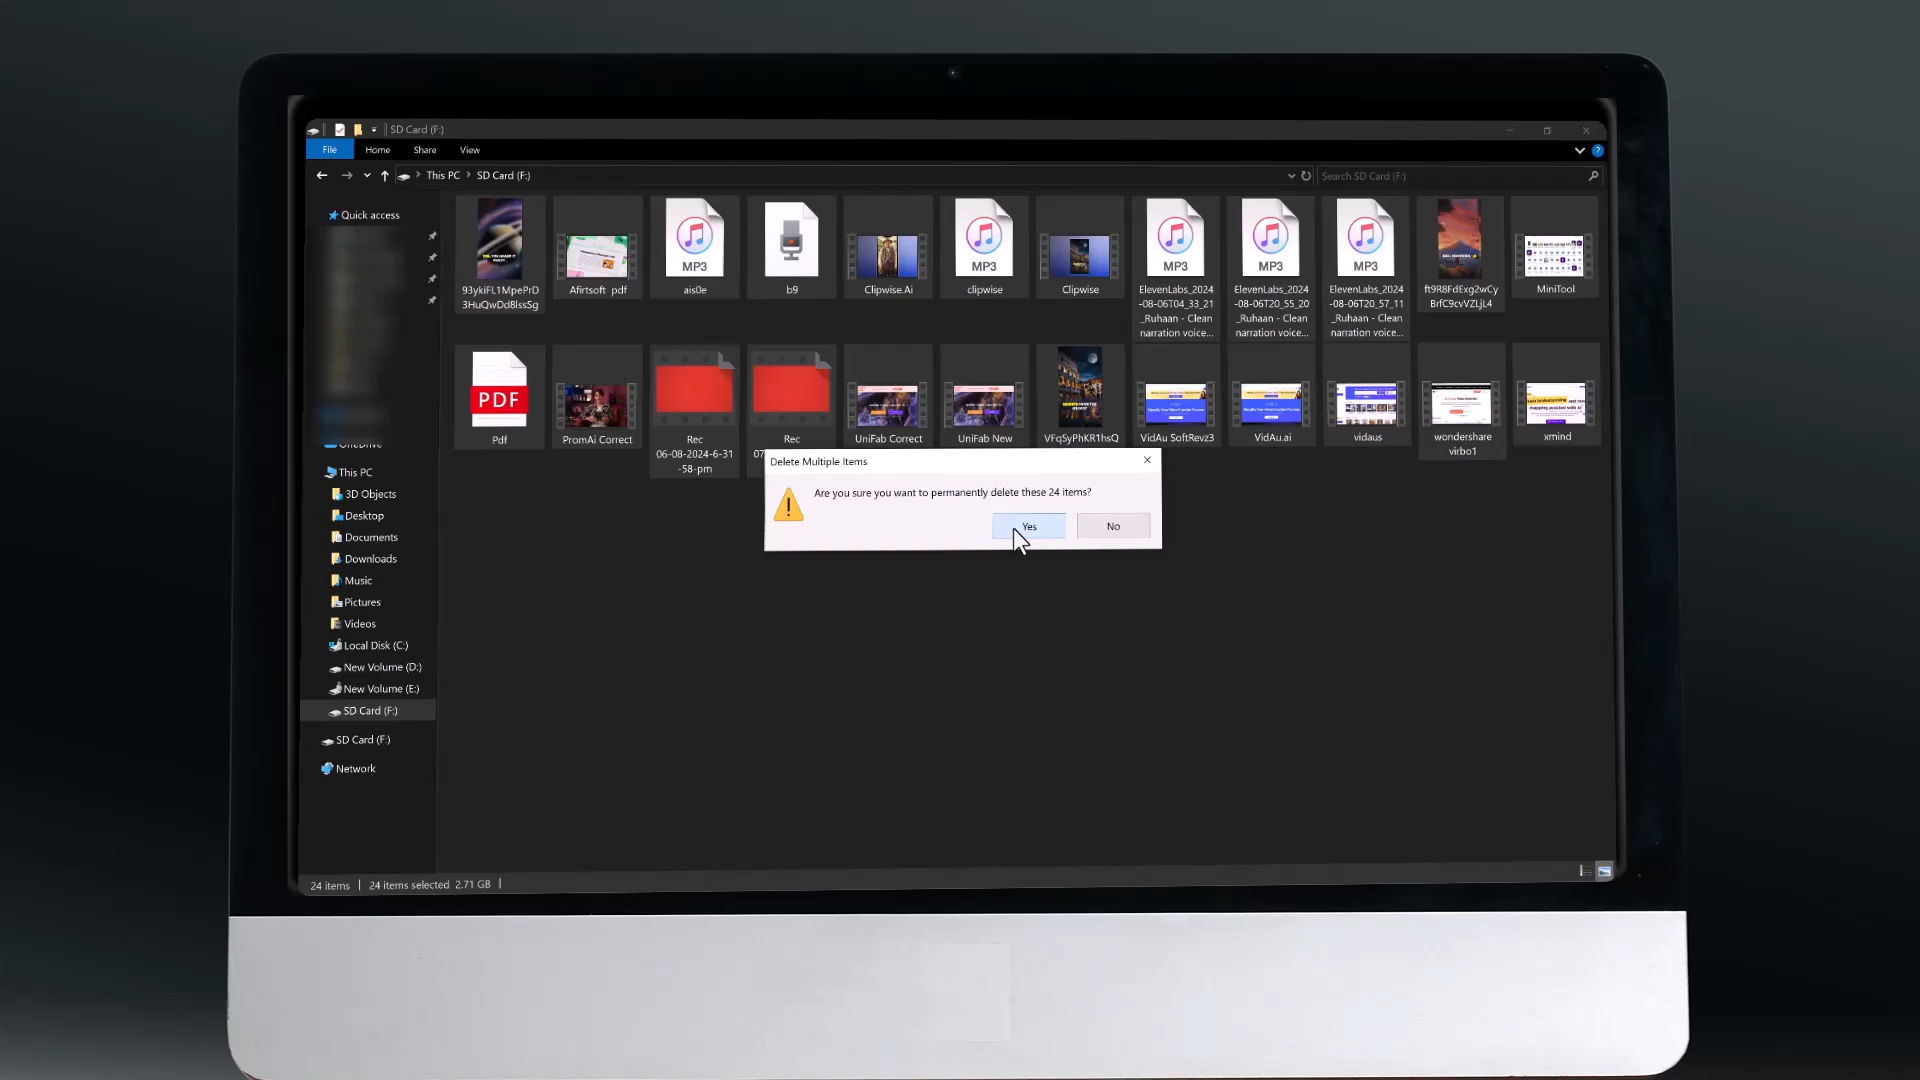 SD Card (F:)
File Home Share View
This PC SD Card (F:)
Search SD Card (F:)
Quick access
OneDrive
This PC
3D Objects
Desktop
Documents
Downloads
Music
Pictures
Videos
Local Disk (C:)
New Volume (D:)
New Volume (E:)
SD Card (F:)
SD Card (F:)
Network
MP3 MP3 MP3 MP3 MP3
93ykiFL1MpePrD
3HuQwDd8lssSg
Afirtsoft pdf
ais0e
b9
Clipwise.Ai
clipwise
Clipwise
ElevenLabs_2024
-08-06T04_33_21
_Ruhaan - Clean
narration voice...
ElevenLabs_2024
-08-06T20_55_20
_Ruhaan - Clean
narration voice...
ElevenLabs_2024
-08-06T20_57_11
_Ruhaan - Clean
narration voice...
ft9R8FdExg2wCy
BrfC9cvVZLjL4
MiniTool
PDF
Pdf
PromAi Correct
Rec
06-08-2024-6-31
-58-pm
Rec
07
UniFab Correct
UniFab New
VFqSyPhKR1hsQ
VidAu SoftRevz3
VidAu.ai
vidaus
wondershare
virbo1
xmind
Delete Multiple Items
Are you sure you want to permanently delete these 24 items?
Yes No
24 items 24 items selected 2.71 GB